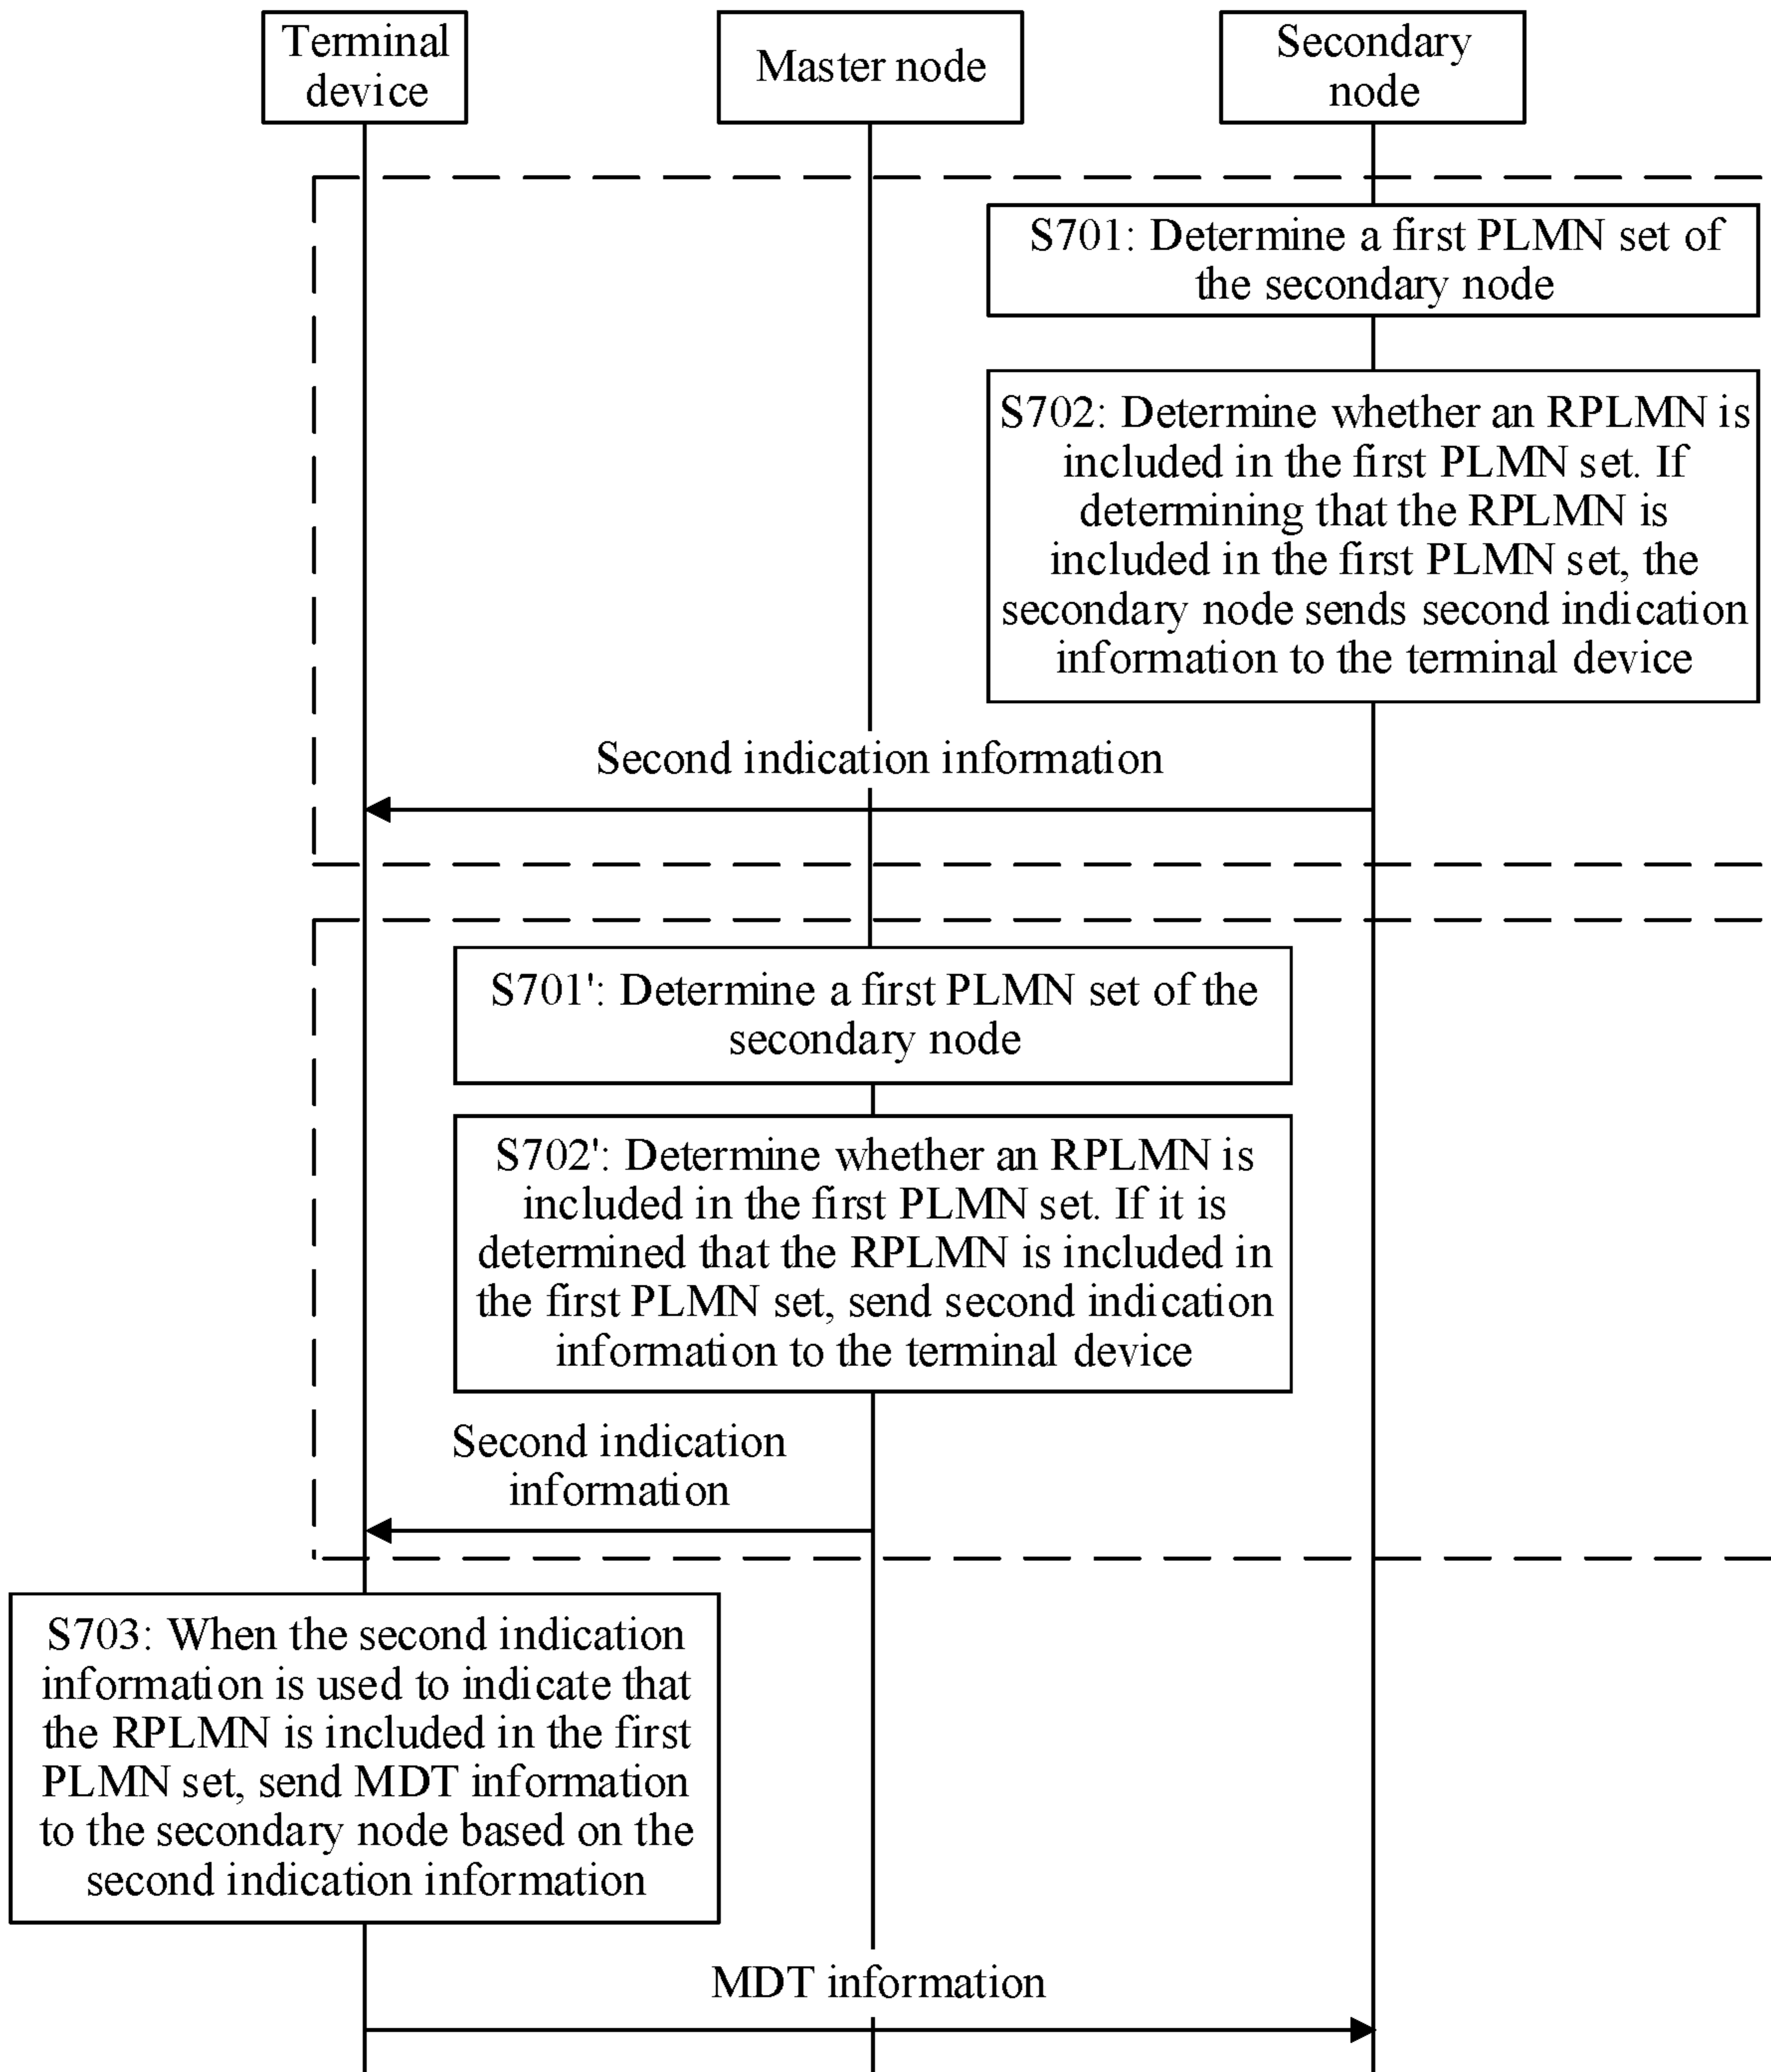 Terminal
device
Master node
Secondary
node
S701: Determine a first PLMN set of
the secondary node
S702: Determine whether an RPLMN is
included in the first PLMN set. If
determining that the RPLMN is
included in the first PLMN set, the
secondary node sends second indication
information to the terminal device
Second indication information
S701': Determine a first PLMN set of the
secondary node
S702': Determine whether an RPLMN is
included in the first PLMN set. If it is
determined that the RPLMN is included in
the first PLMN set, send second indication
information to the terminal device
Second indication
information
S703: When the second indication
information is used to indicate that
the RPLMN is included in the first
PLMN set, send MDT information
to the secondary node based on the
second indication information
MDT information